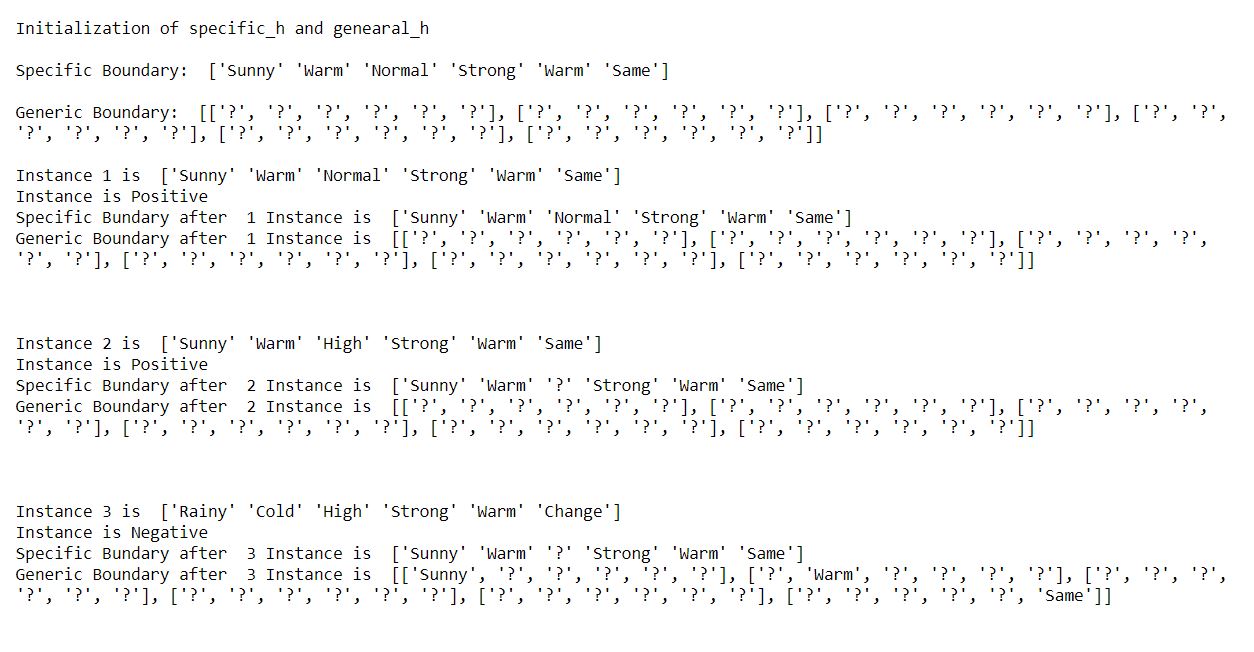 Initialization of specific_h and genearal_h
Specific Boundary:  ['Sunny' 'Warm' 'Normal' 'Strong' 'Warm' 'Same']
Generic Boundary:  [['?', '?', '?', '?', '?', '?'], ['?', '?', '?', '?', '?', '?'], ['?', '?', '?', '?', '?', '?'], ['?', '?',
'?', '?', '?', '?'], ['?', '?', '?', '?', '?', '?'], ['?', '?', '?', '?', '?', '?']]
Instance 1 is  ['Sunny' 'Warm' 'Normal' 'Strong' 'Warm' 'Same']
Instance is Positive
Specific Bundary after  1 Instance is  ['Sunny' 'Warm' 'Normal' 'Strong' 'Warm' 'Same']
Generic Boundary after  1 Instance is  [['?', '?', '?', '?', '?', '?'], ['?', '?', '?', '?', '?', '?'], ['?', '?', '?', '?',
'?', '?'], ['?', '?', '?', '?', '?', '?'], ['?', '?', '?', '?', '?', '?'], ['?', '?', '?', '?', '?', '?']]
Instance 2 is  ['Sunny' 'Warm' 'High' 'Strong' 'Warm' 'Same']
Instance is Positive
Specific Bundary after  2 Instance is  ['Sunny' 'Warm' '?' 'Strong' 'Warm' 'Same']
Generic Boundary after  2 Instance is  [['?', '?', '?', '?', '?', '?'], ['?', '?', '?', '?', '?', '?'], ['?', '?', '?', '?',
'?', '?'], ['?', '?', '?', '?', '?', '?'], ['?', '?', '?', '?', '?', '?'], ['?', '?', '?', '?', '?', '?']]
Instance 3 is  ['Rainy' 'Cold' 'High' 'Strong' 'Warm' 'Change']
Instance is Negative
Specific Bundary after  3 Instance is  ['Sunny' 'Warm' '?' 'Strong' 'Warm' 'Same']
Generic Boundary after  3 Instance is  [['Sunny', '?', '?', '?', '?', '?'], ['?', 'Warm', '?', '?', '?', '?'], ['?', '?', '?',
'?', '?', '?'], ['?', '?', '?', '?', '?', '?'], ['?', '?', '?', '?', '?', '?'], ['?', '?', '?', '?', '?', 'Same']]